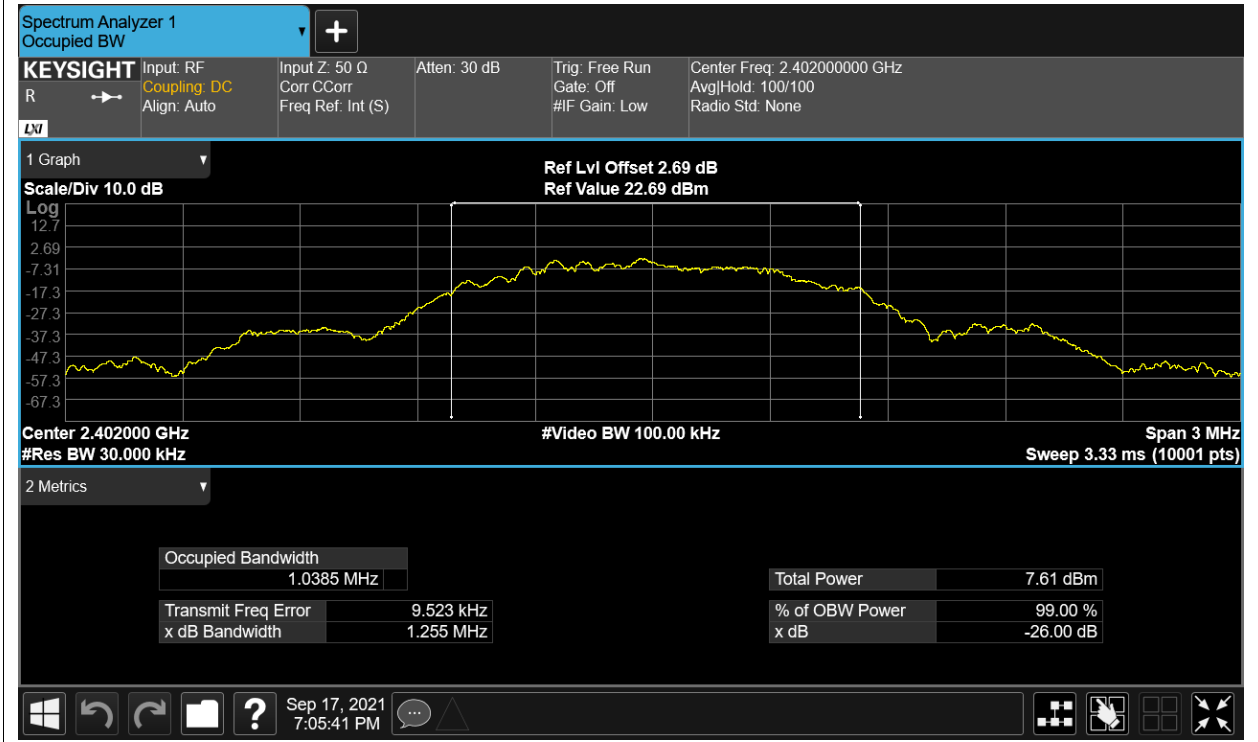 Spectrum Analyzer 1
Occupied BW
KEYSIGHT Input: RF Input Z: 50 Ω Atten: 30 dB Trig: Free Run Center Freq: 2.402000000 GHz
R Coupling: DC Corr CCorr Gate: Off Avg|Hold: 100/100
Align: Auto Freq Ref: Int (S) #IF Gain: Low Radio Std: None
LXI
1 Graph
Ref Lvl Offset 2.69 dB
Scale/Div 10.0 dB Ref Value 22.69 dBm
Log
12.7
2.69
-7.31
-17.3
-27.3
-37.3
-47.3
-57.3
-67.3
Center 2.402000 GHz #Video BW 100.00 kHz Span 3 MHz
#Res BW 30.000 kHz Sweep 3.33 ms (10001 pts)
2 Metrics
Occupied Bandwidth
1.0385 MHz Total Power 7.61 dBm
Transmit Freq Error 9.523 kHz % of OBW Power 99.00 %
x dB Bandwidth 1.255 MHz x dB -26.00 dB
? Sep 17, 2021
7:05:41 PM